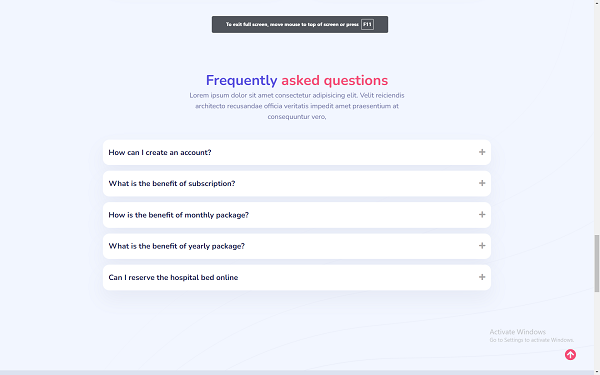 To exit full screen, move mouse to top of screen or press F11
Frequently asked questions
Lorem ipsum dolor sit amet consectetur adipisicing elit. Velit reiciendis
architecto recusandae officia veritatis impedit amet praesentium at
consequuntur vero,
How can I create an account?
What is the benefit of subscription?
How is the benefit of monthly package?
What is the benefit of yearly package?
Can I reserve the hospital bed online
Activate Windows
Go to Settings to activate Windows.